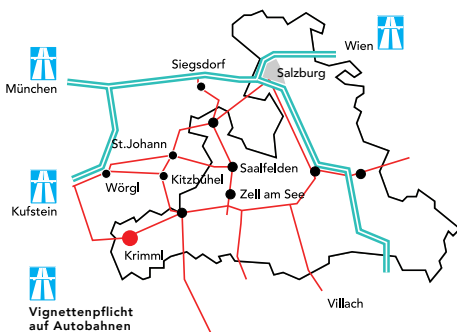 Wien
Siegsdorf
Salzburg
München
St.Johann
Saalfelden
Wörgl
Kitzbühel
Zell am See
Kufstein
Krimml
Villach
Vignettenpflicht
auf Autobahnen